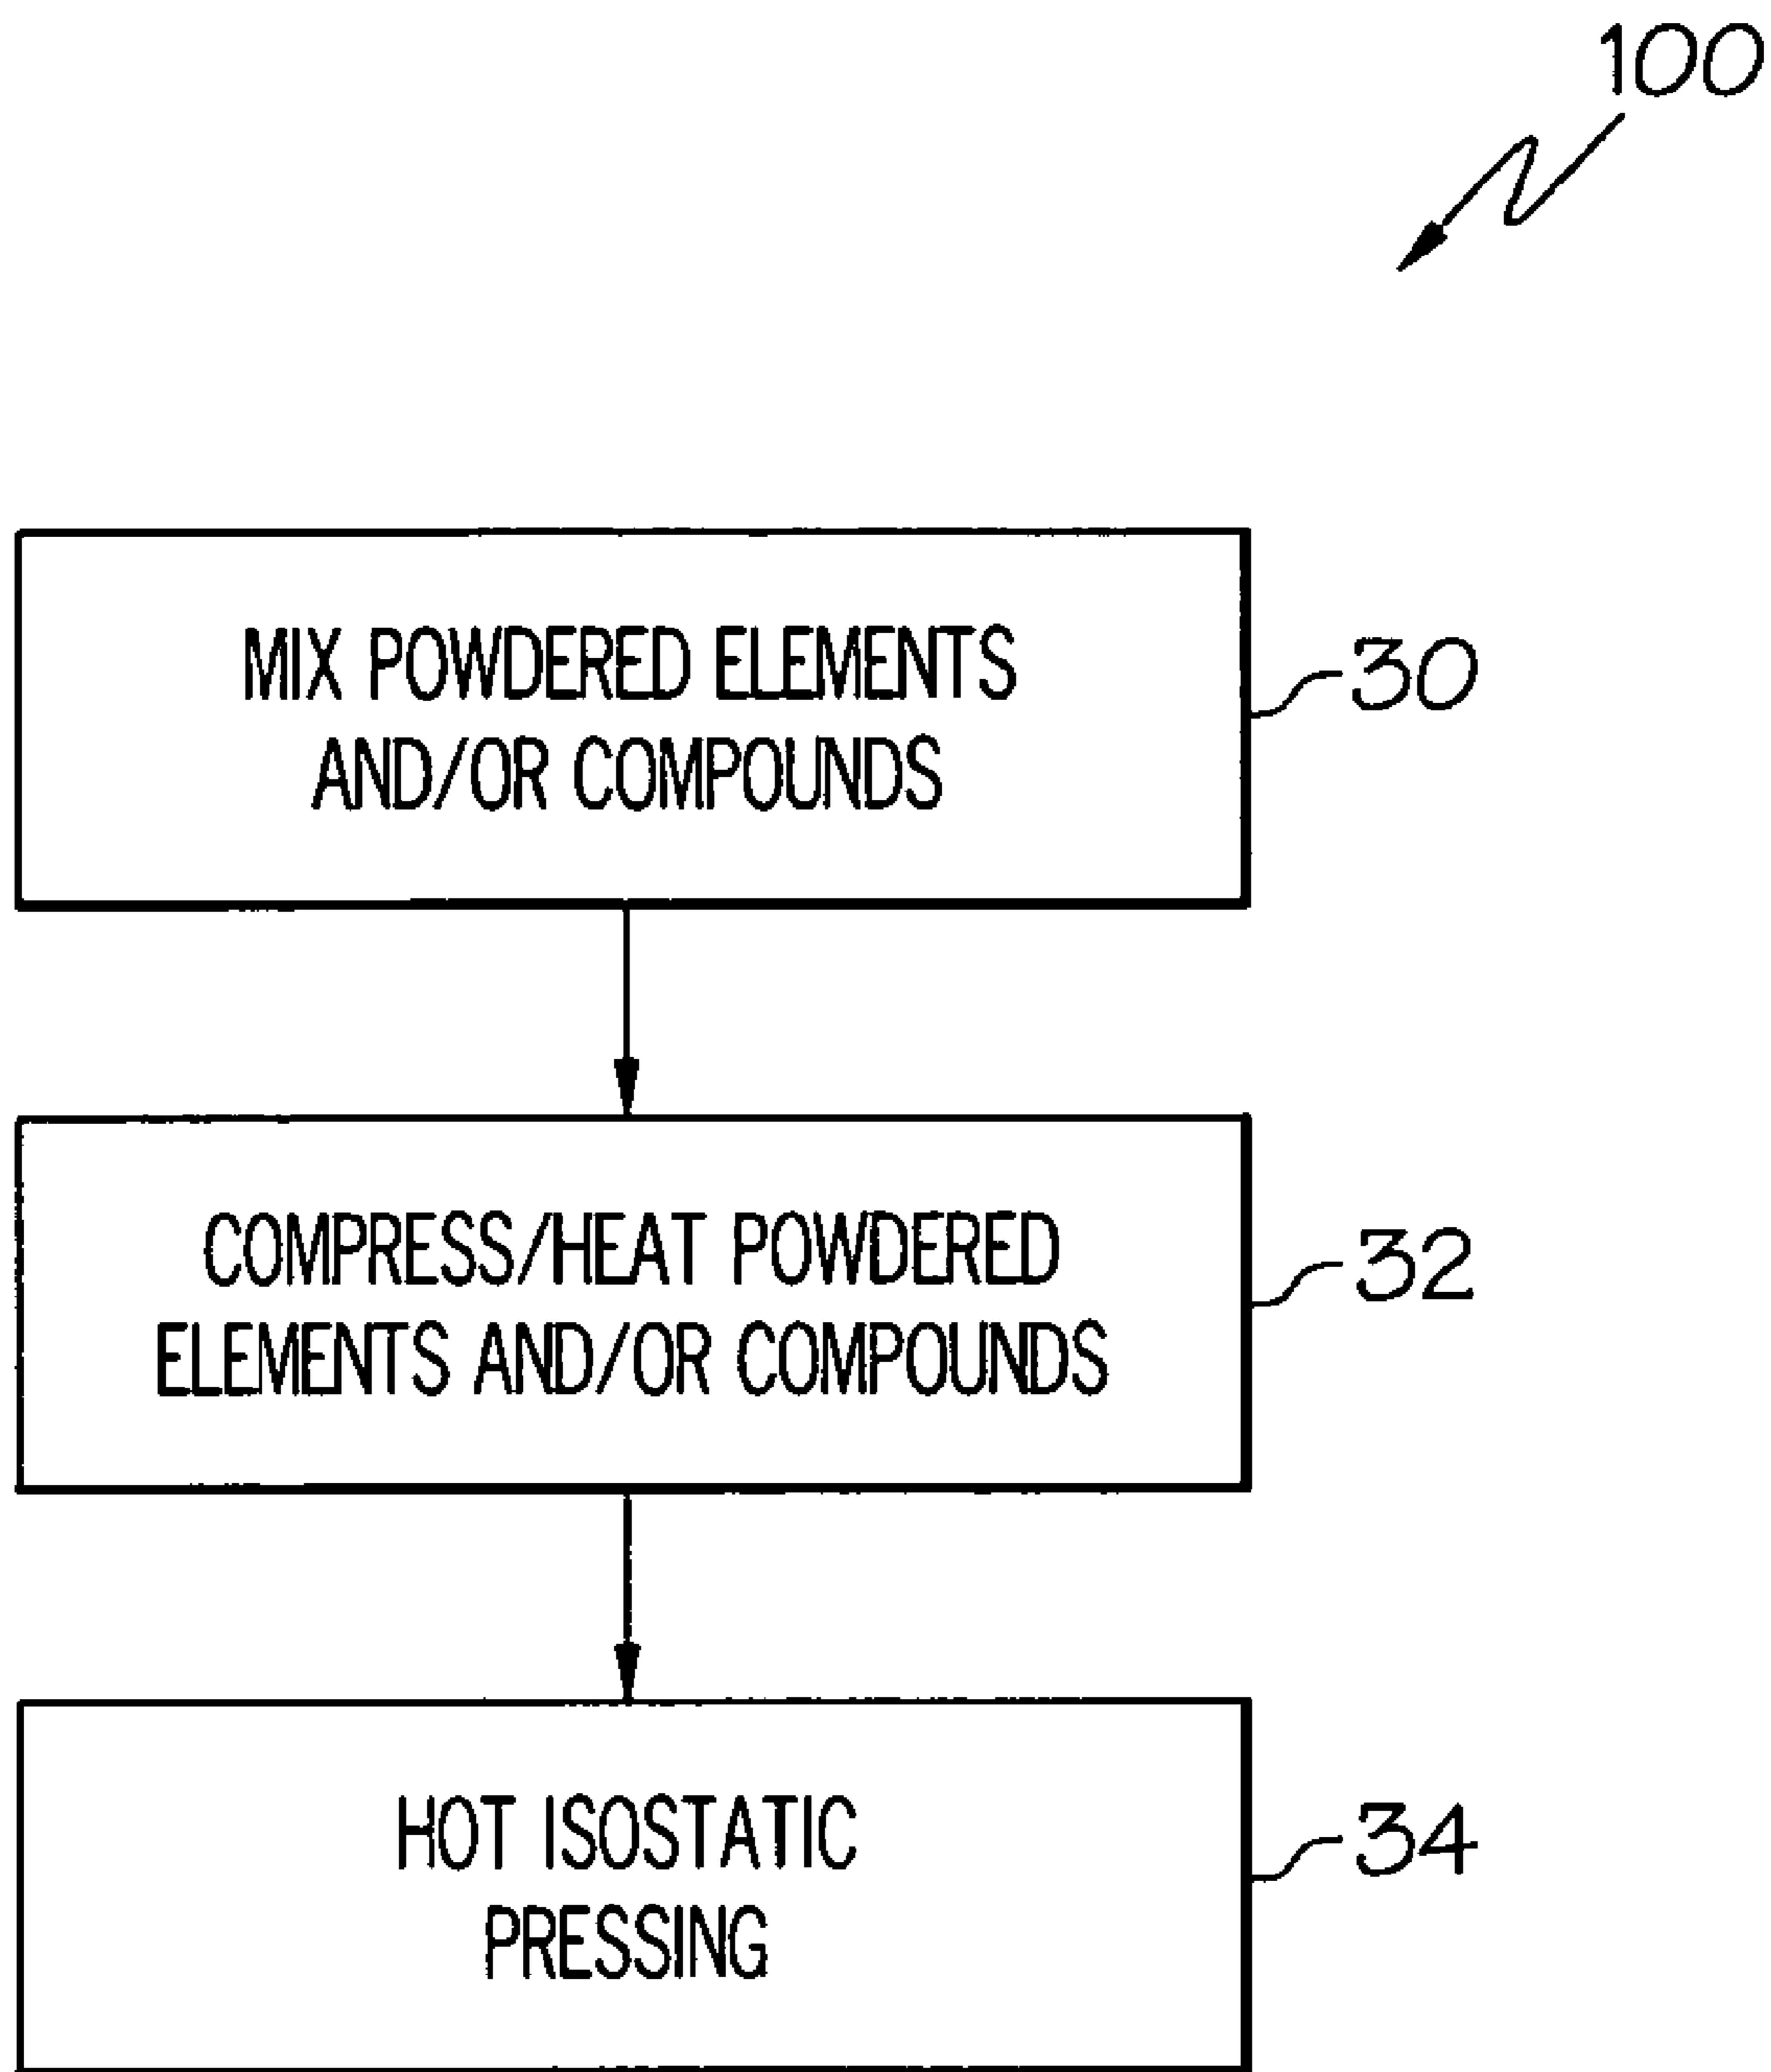 100
MIX POWDERED ELEMENTS
AND/OR COMPOUNDS
30
COMPRESS/HEAT POWDERED
ELEMENTS AND/OR COMPOUNDS
32
HOT ISOSTATIC
PRESSING
34